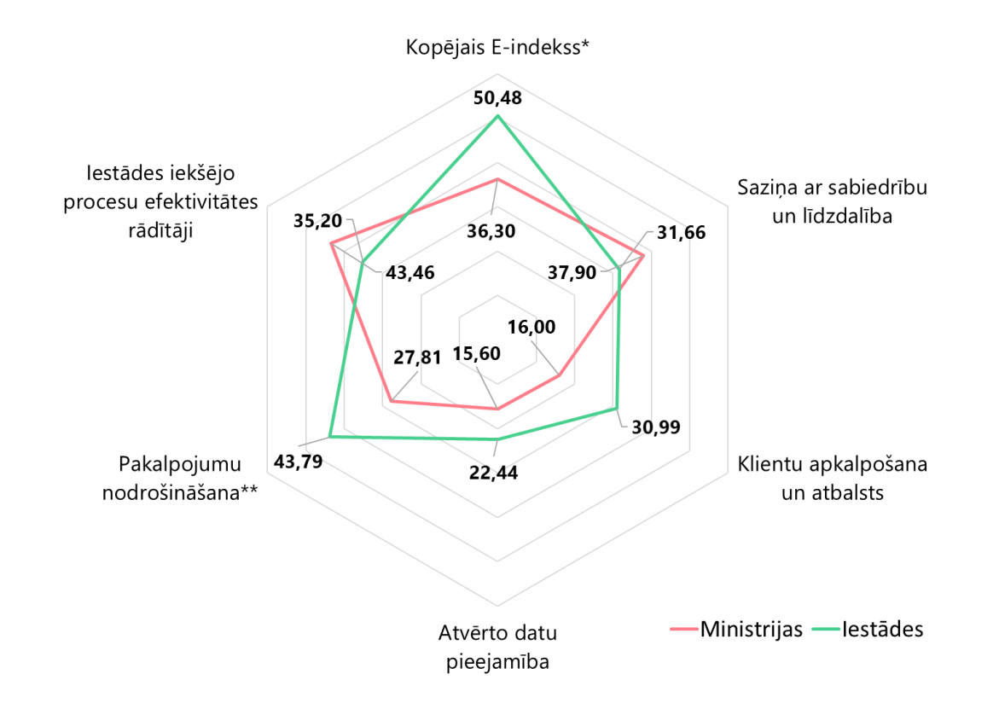 Kopējais E-indekss*
50,48
Iestādes iekšējo
procesu efektivitātes
rādītāji
Saziņa ar sabiedrību
un līdzdalība
35,20
36,30
31,66
43,46
37,90
16,00
27,81
15,60
43,79
22,44
30,99
Pakalpojumu
nodrošināšana**
Klientu apkalpošana
un atbalsts
Atvērto datu
pieejamība
Ministrijas
Iestādes